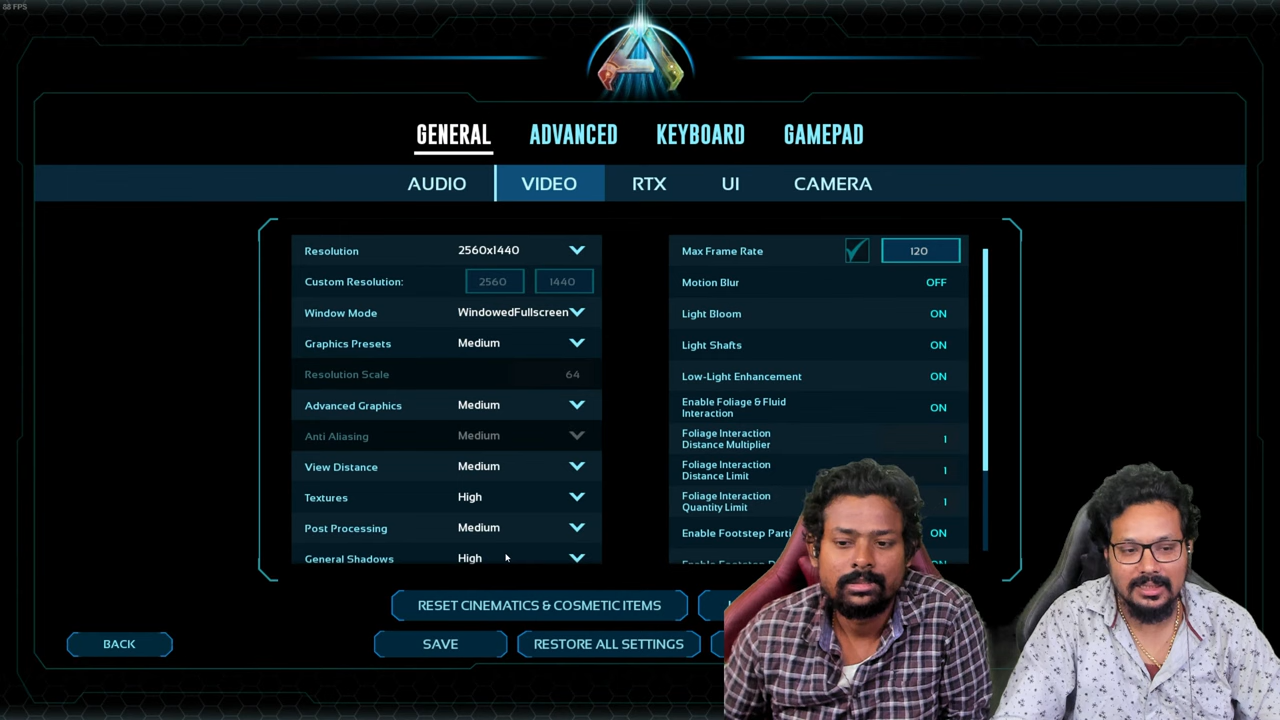 88 FPS
GENERAL ADVANCED KEYBOARD GAMEPAD
AUDIO VIDEO RTX UI CAMERA
Resolution 2560x1440
Custom Resolution: 2560 1440
Window Mode WindowedFullscreen
Graphics Presets Medium
Resolution Scale 64
Advanced Graphics Medium
Anti Aliasing Medium
View Distance Medium
Textures High
Post Processing Medium
General Shadows High
Max Frame Rate 120
Motion Blur OFF
Light Bloom ON
Light Shafts ON
Low-Light Enhancement ON
Enable Foliage & Fluid
Interaction ON
Foliage Interaction
Distance Multiplier 1
Foliage Interaction
Distance Limit 1
Foliage Interaction
Quantity Limit 1
Enable Footstep ON
RESET CINEMATICS & COSMETIC ITEMS
BACK SAVE RESTORE ALL SETTINGS